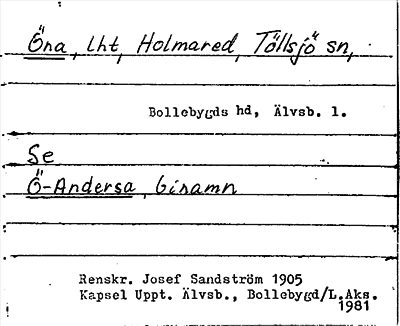 Öna, lht, Holmared, Töllsjö sn,
Bollebygds hd, Älvsb. l.
Se
Ö-Andersa, binamn
Renskr. Josef Sandström 1905
Kapsel Uppt. Älvsb., Bollebygd/L.Aks.
1981